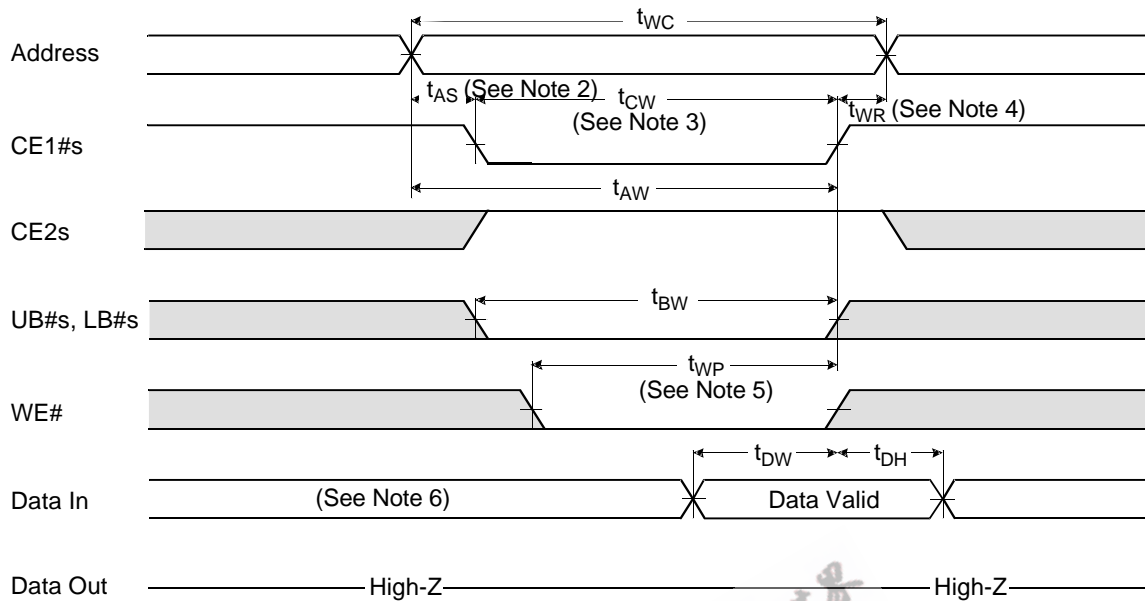 tWC
Address
tAS (See Note 2)
tCW
(See Note 3)
tWR (See Note 4)
CE1#s
tAW
CE2s
tBW
UB#s, LB#s
tWP
(See Note 5)
WE#
tDW
tDH
Data In
(See Note 6)
Data Valid
Data Out
High-Z
High-Z